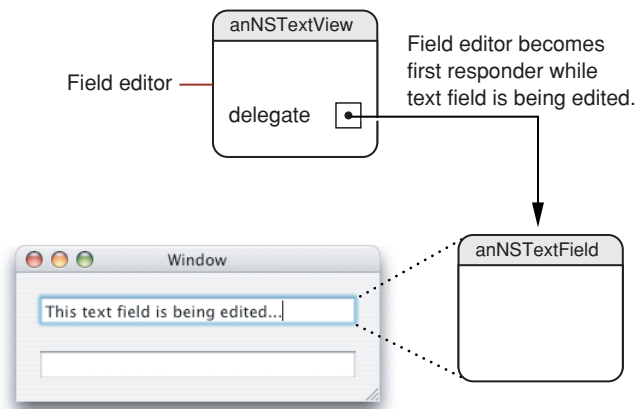 anNSTextView
Field editor becomes
first responder while
text field is being edited.
Field editor
delegate
anNSTextField
Window
This text field is being edited...